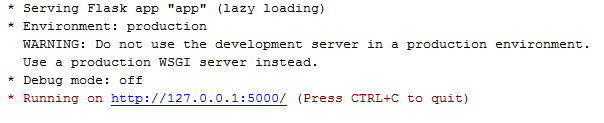 * Serving Flask app "app" (lazy loading)
* Environment: production
WARNING: Do not use the development server in a production environment.
Use a production WSGI server instead.
* Debug mode: off
* Running on http://127.0.0.1:5000/ (Press CTRL+C to quit)